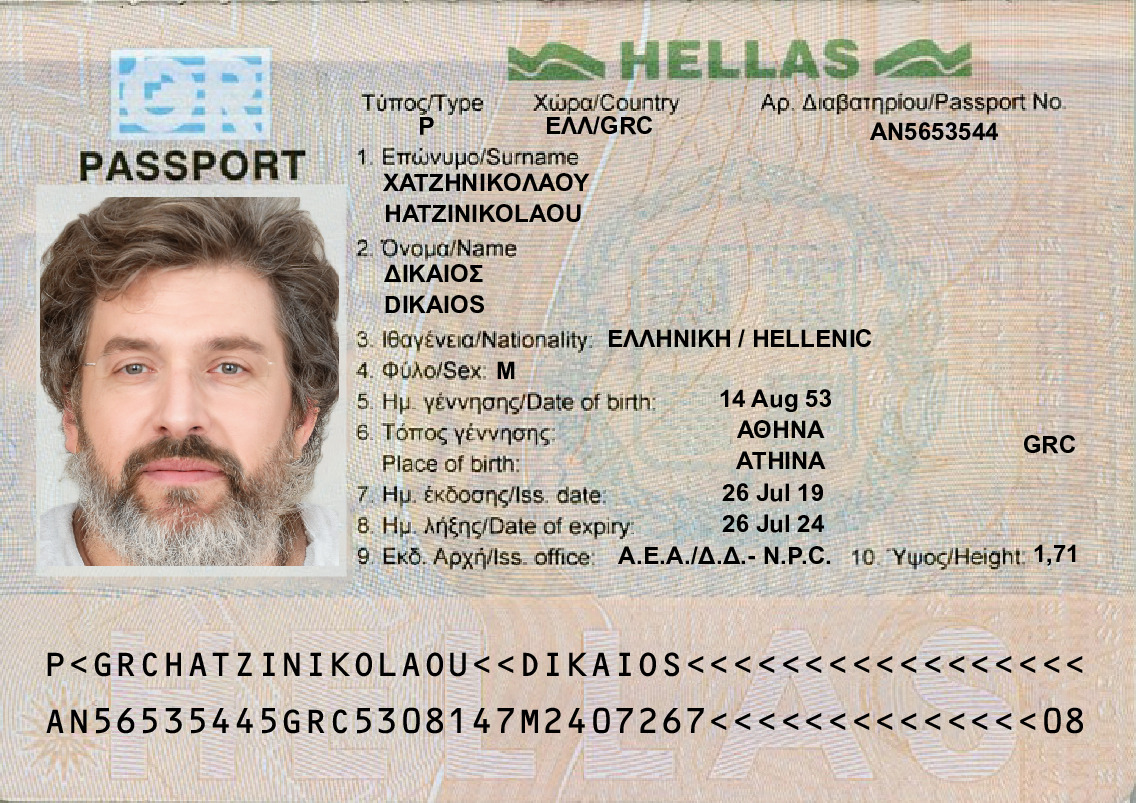 GR
HELLAS
PASSPORT
Τύπος/Type Χώρα/Country Αρ. Διαβατηρίου/Passport No.
P ΕΛΛ/GRC AN5653544
1. Επώνυμο/Surname
ΧΑΤΖΗΝΙΚΟΛΑΟΥ
HATZINIKOLAOU
2. Όνομα/Name
ΔΙΚΑΙΟΣ
DIKAIOS
3. Ιθαγένεια/Nationality: ΕΛΛΗΝΙΚΗ / HELLENIC
4. Φύλο/Sex: M
5. Ημ. γέννησης/Date of birth: 14 Aug 53
6. Τόπος γέννησης: ΑΘΗΝΑ
Place of birth: ATHINA GRC
7. Ημ. έκδοσης/Iss. date: 26 Jul 19
8. Ημ. λήξης/Date of expiry: 26 Jul 24
9. Εκδ. Αρχή/Iss. office: Α.Ε.Α./Δ.Δ.- N.P.C. 10. Ύψος/Height: 1,71
HELLAS
P<GRCHATZINIKOLAOU<<DIKAIOS<<<<<<<<<<<<<<<<<
AN56535445GRC5308147M2407267<<<<<<<<<<<<<<08